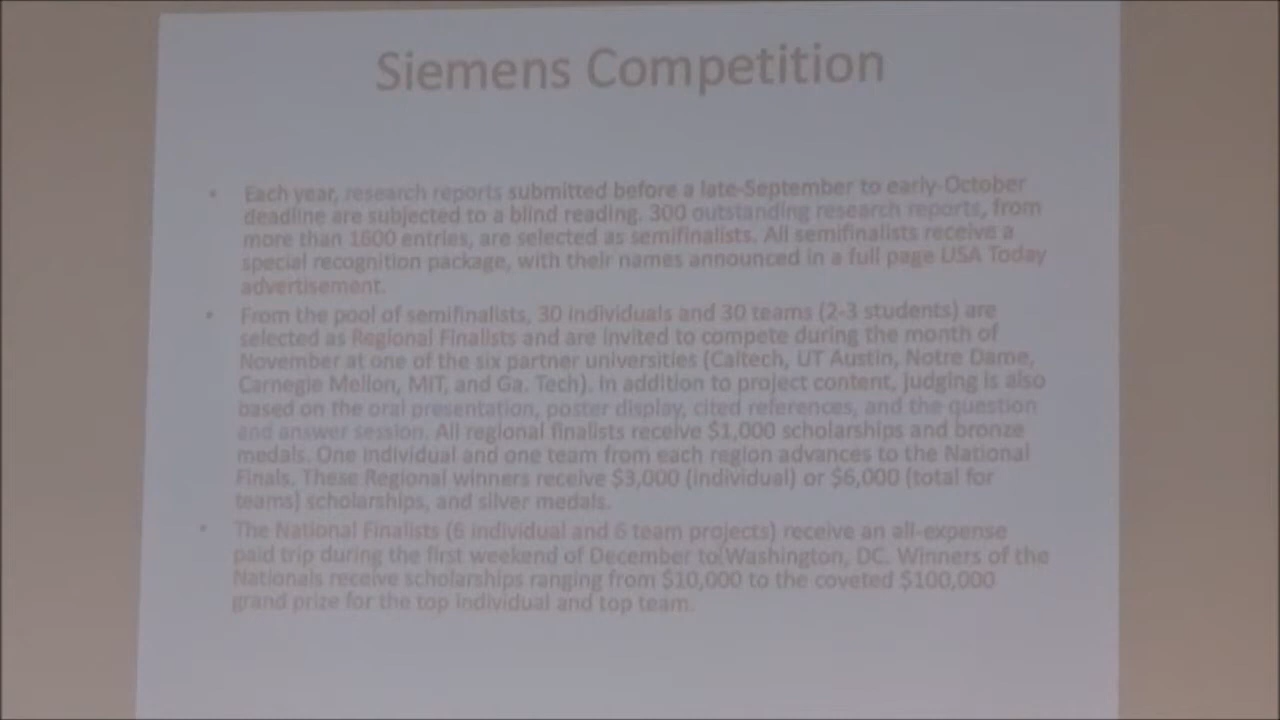 Siemens Competition
• Each year, research reports submitted before a late-September to early-October
deadline are subjected to a blind reading. 300 outstanding research reports, from
more than 1600 entries, are selected as semifinalists. All semifinalists receive a
special recognition package, with their names announced in a full page USA Today
advertisement.
• From the pool of semifinalists, 30 individuals and 30 teams (2-3 students) are
selected as Regional Finalists and are invited to compete during the month of
November at one of the six partner universities (Caltech, UT Austin, Notre Dame,
Carnegie Mellon, MIT, and Ga. Tech). In addition to project content, judging is also
based on the oral presentation, poster display, cited references, and the question
and answer session. All regional finalists receive $1,000 scholarships and bronze
medals. One individual and one team from each region advances to the National
Finals. These Regional winners receive $3,000 (individual) or $6,000 (total for
teams) scholarships, and silver medals.
• The National Finalists (6 individual and 6 team projects) receive an all-expense
paid trip during the first weekend of December to Washington, DC. Winners of the
Nationals receive scholarships ranging from $10,000 to the coveted $100,000
grand prize for the top individual and top team.